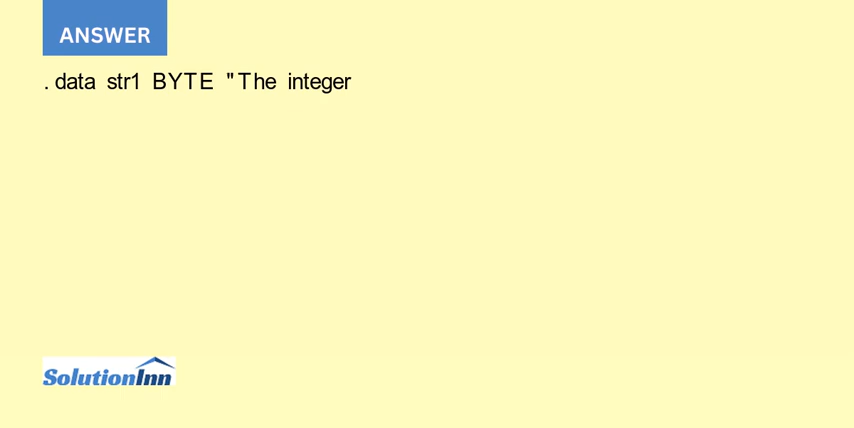 ANSWER
. data str1 BYTE "The integer
SolutionInn